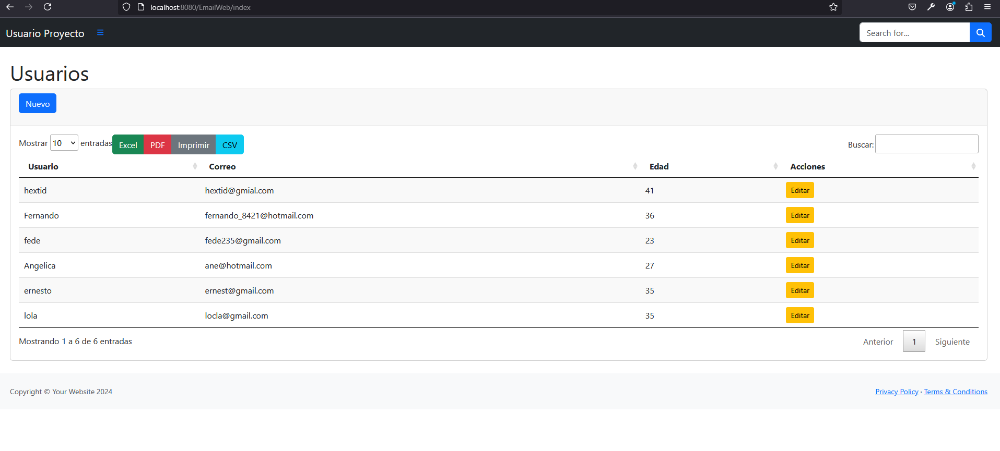 localhost:8080/EmailWeb/index
Usuario Proyecto Search for...
Usuarios
Nuevo
Mostrar 10 entradas Excel PDF Imprimir CSV Buscar:
Usuario Correo Edad Acciones
hextid hextid@gmial.com 41 Editar
Fernando fernando_8421@hotmail.com 36 Editar
fede fede235@gmail.com 23 Editar
Angelica ane@hotmail.com 27 Editar
ernesto ernest@gmail.com 35 Editar
lola locla@gmail.com 35 Editar
Mostrando 1 a 6 de 6 entradas Anterior 1 Siguiente
Copyright © Your Website 2024 Privacy Policy · Terms & Conditions